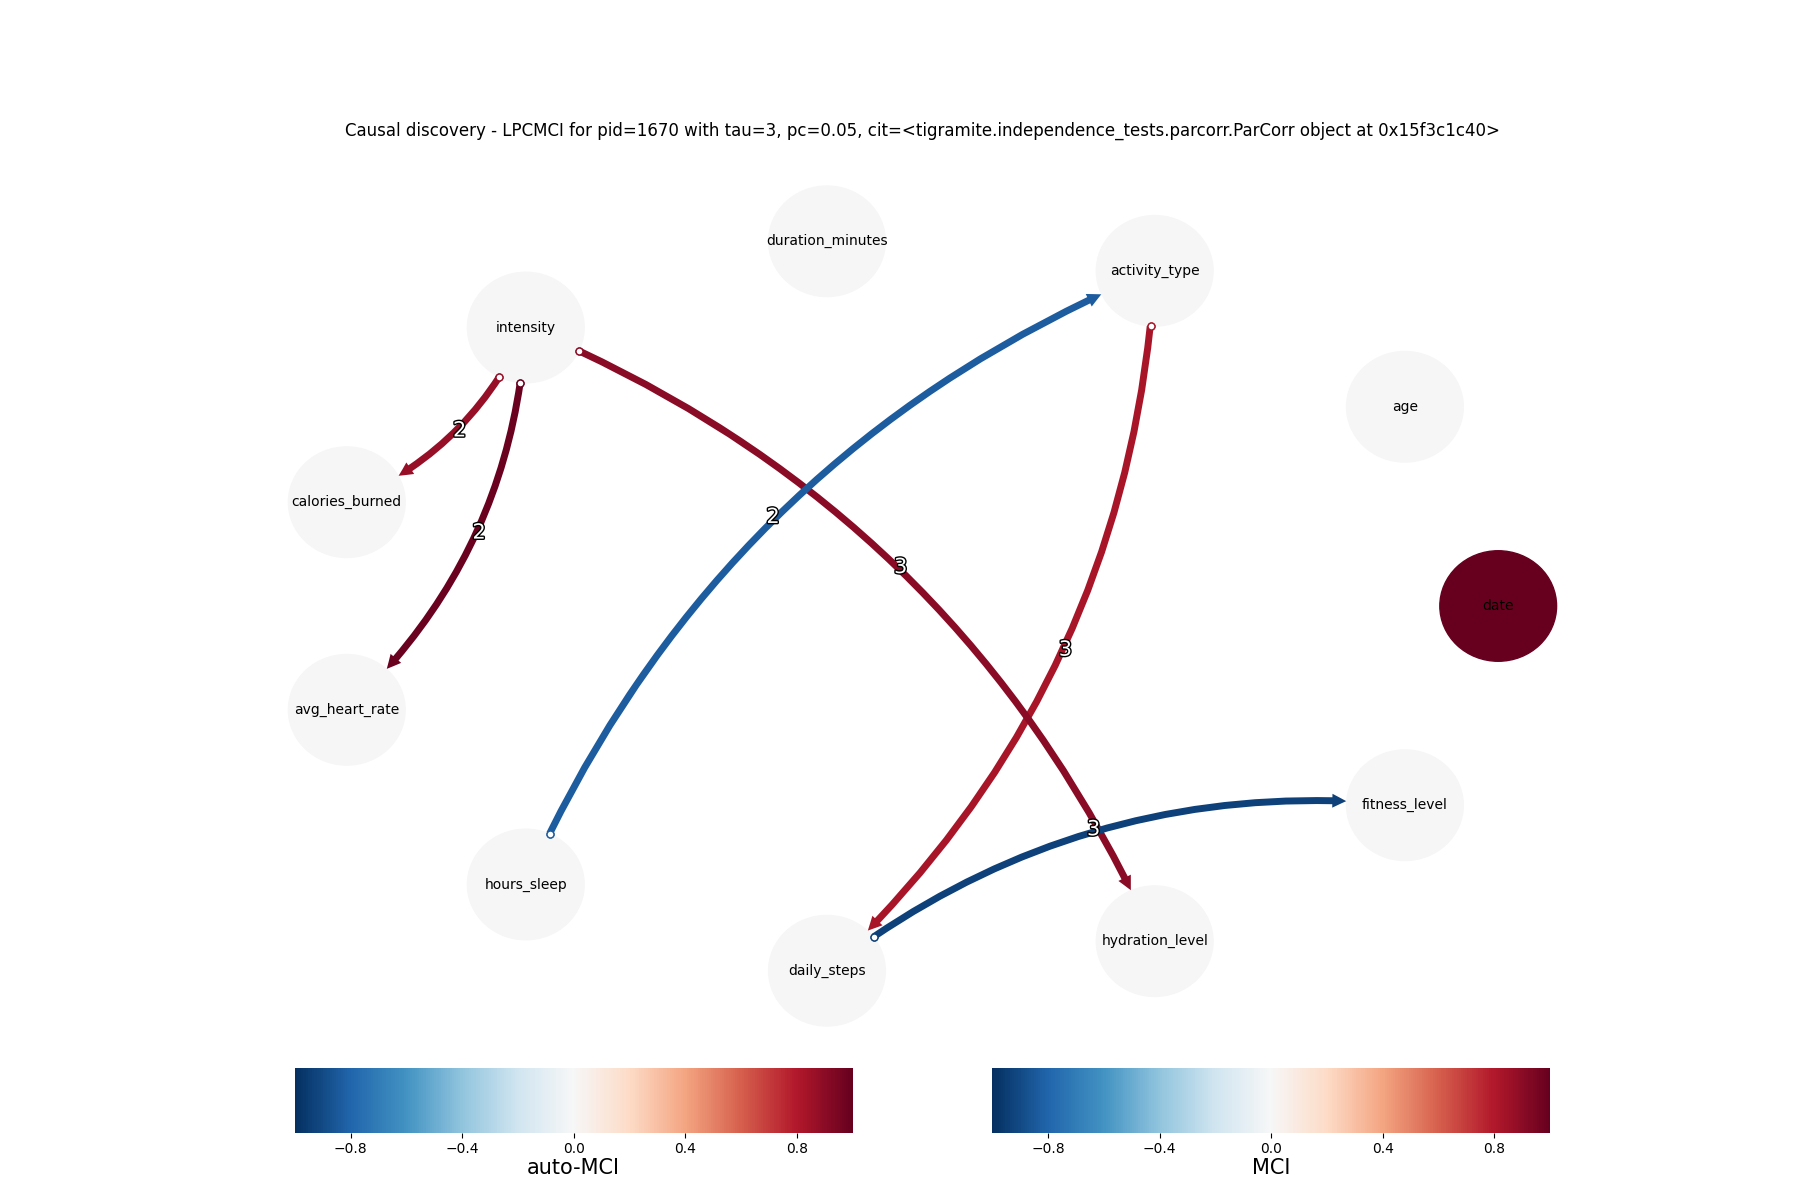 Causal discovery - LPCMCI for pid=1670 with tau=3, pc=0.05, cit=<tigramite.independence_tests.parcorr.ParCorr object at 0x15f3c1c40>
duration_minutes
activity_type
intensity
age
2
calories_burned
2
2
3
date
3
avg_heart_rate
fitness_level
3
hours_sleep
hydration_level
daily_steps
−0.8 −0.4 0.0 0.4 0.8
auto-MCI
−0.8 −0.4 0.0 0.4 0.8
MCI